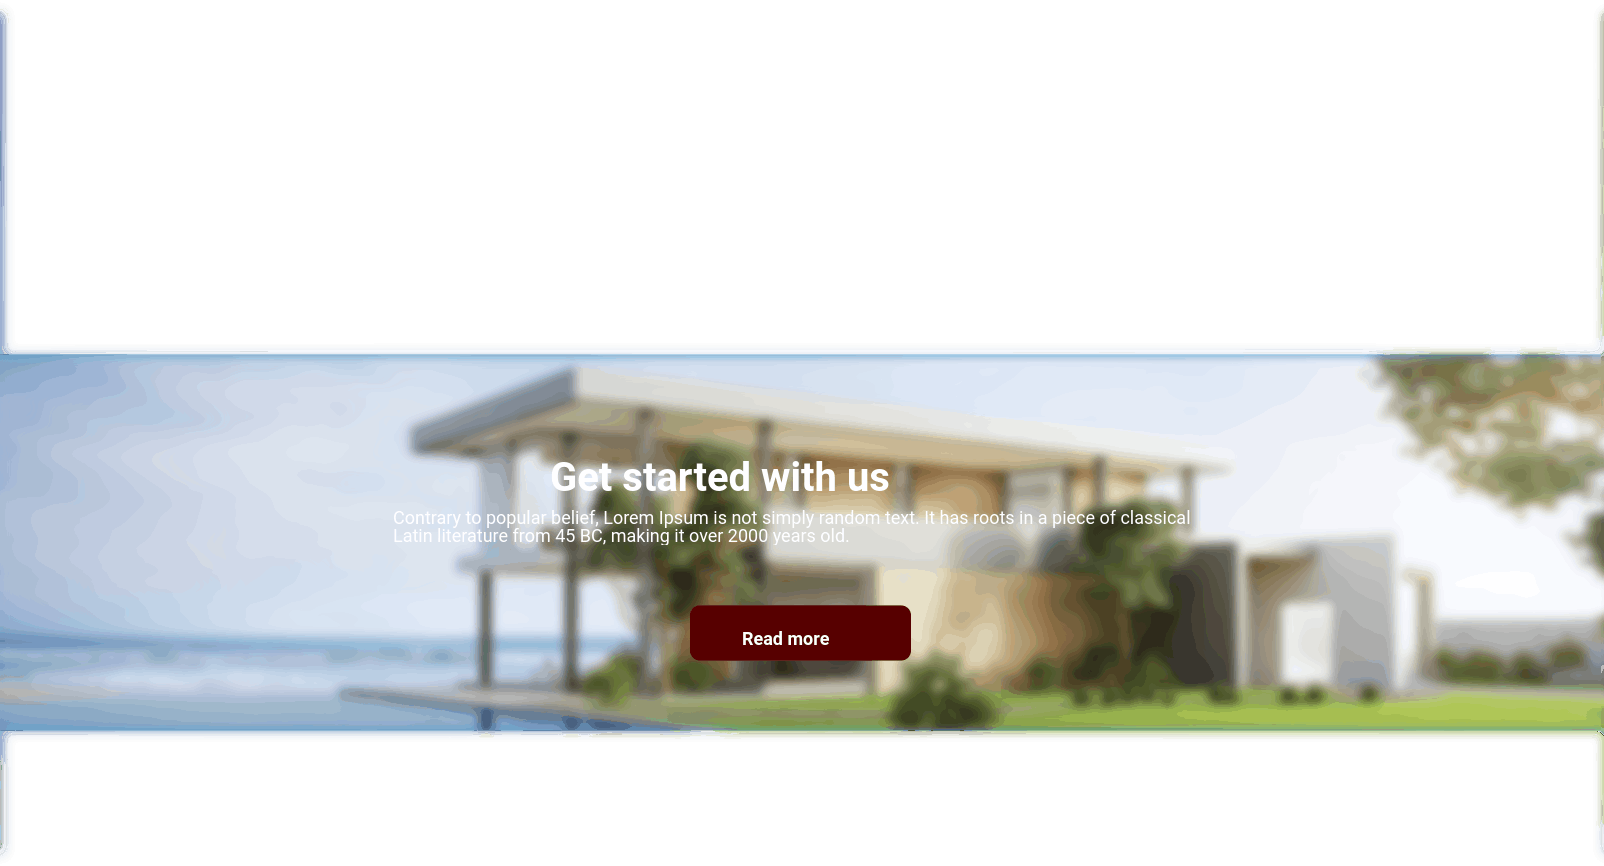 Get started with us
Contrary to popular belief, Lorem Ipsum is not simply random text. It has roots in a piece of classical
Latin literature from 45 BC, making it over 2000 years old.
Read more